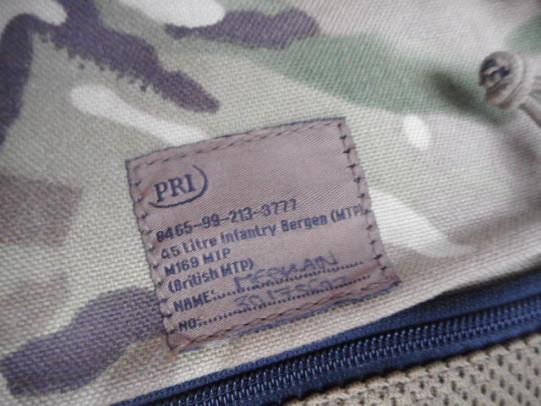 PRI
8465-99-213-3777
45 Litre Infantry Bergen (MTP)
M169 MTP
(British MTP)
NAME:
NO: